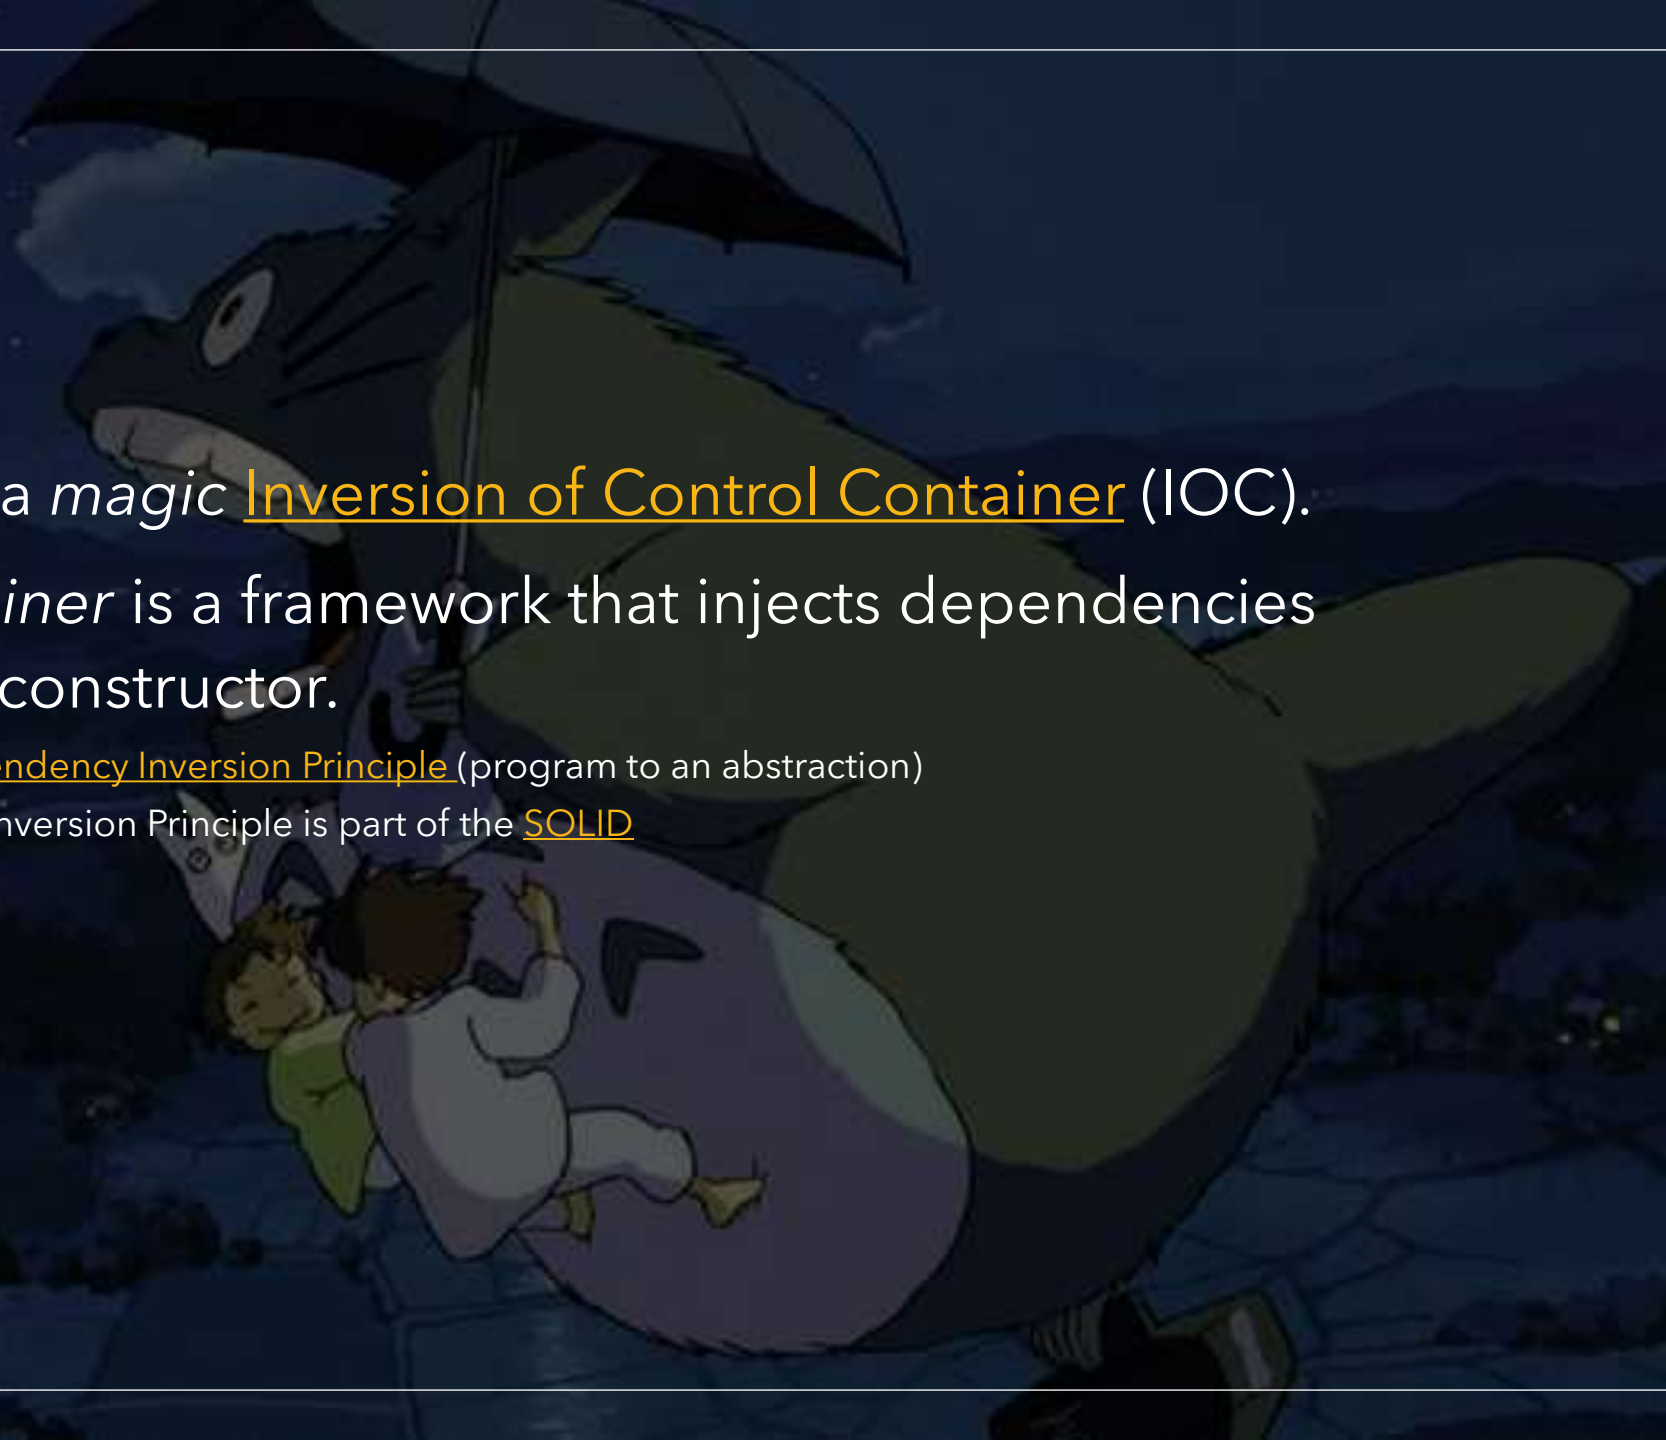 a magic Inversion of Control Container (IOC).
iner is a framework that injects dependencies
constructor.
endency Inversion Principle (program to an abstraction)
nversion Principle is part of the SOLID